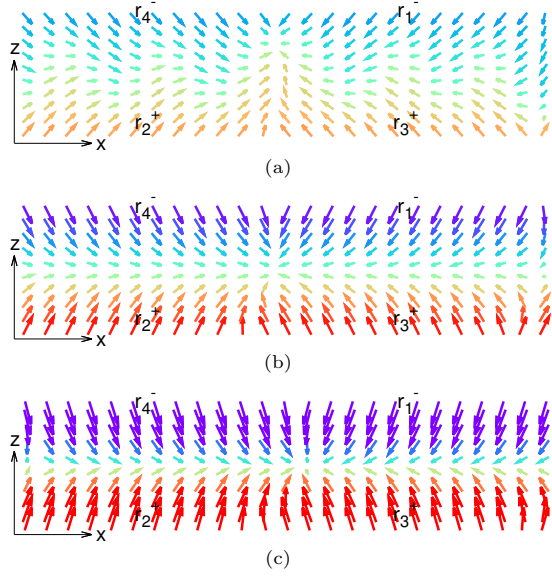 r₄⁻ r₁⁻
z
r₂⁺ r₃⁺
x
(a)
r₄⁻ r₁⁻
z
r₂⁺ r₃⁺
x
(b)
r₄⁻ r₁⁻
z
r₂⁺ r₃⁺
x
(c)